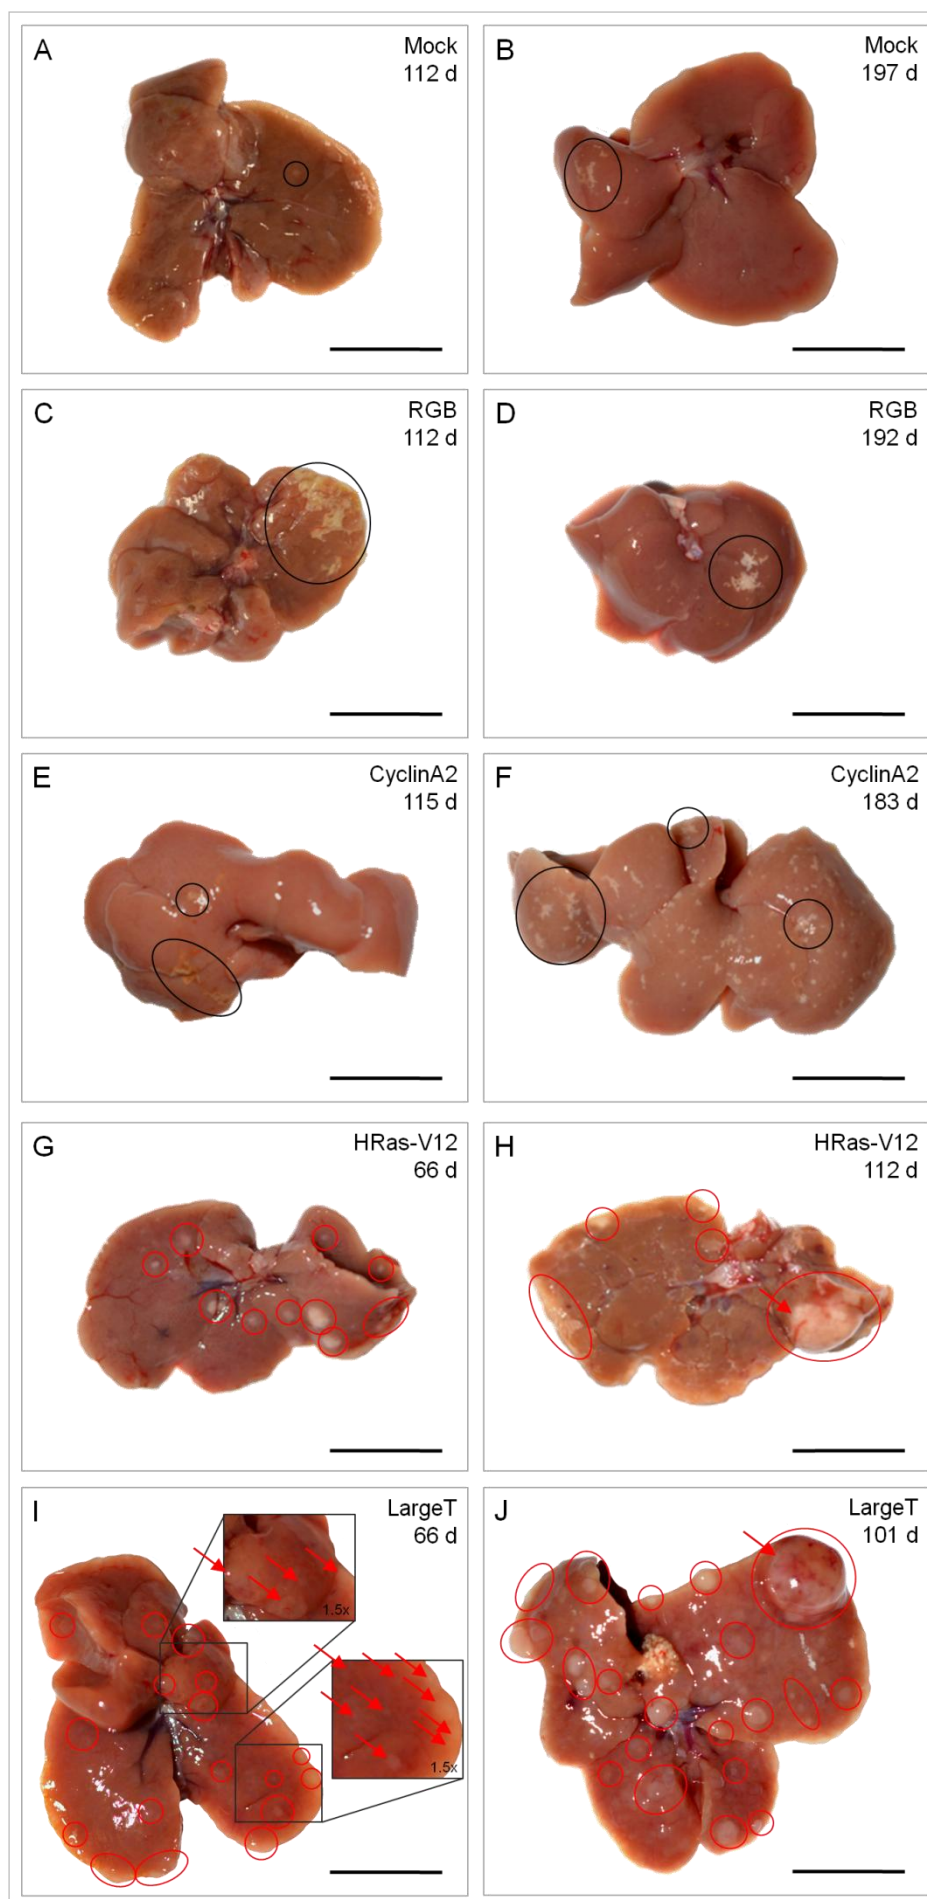 A
Mock
112 d
B
Mock
197 d
C
RGB
112 d
D
RGB
192 d
E
CyclinA2
115 d
F
CyclinA2
183 d
G
HRas-V12
66 d
H
HRas-V12
112 d
I
LargeT
66 d
1.5x
1.5x
J
LargeT
101 d